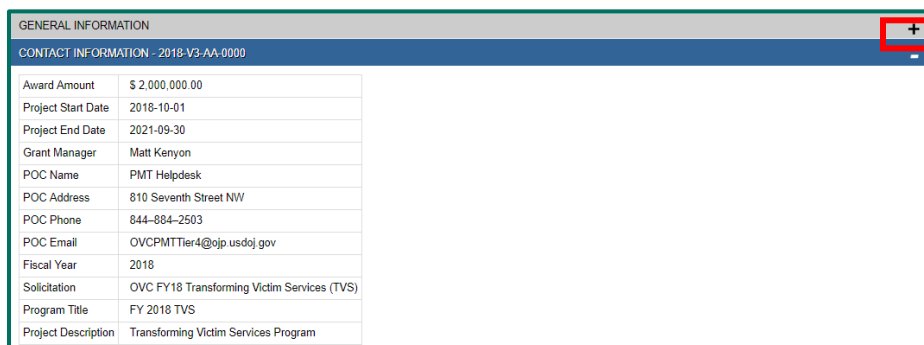 GENERAL INFORMATION +
CONTACT INFORMATION - 2018-V3-AA-0000 -
Award Amount $ 2,000,000.00
Project Start Date 2018-10-01
Project End Date 2021-09-30
Grant Manager Matt Kenyon
POC Name PMT Helpdesk
POC Address 810 Seventh Street NW
POC Phone 844–884–2503
POC Email OVCPMTTier4@ojp.usdoj.gov
Fiscal Year 2018
Solicitation OVC FY18 Transforming Victim Services (TVS)
Program Title FY 2018 TVS
Project Description Transforming Victim Services Program